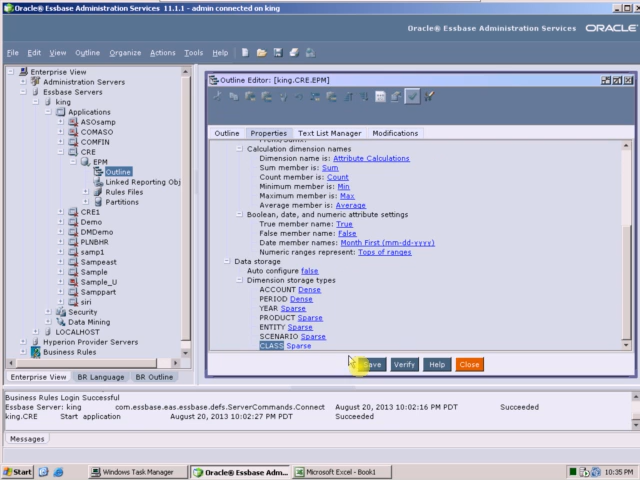 Oracle® Essbase Administration Services 11.1.1 - admin connected on king
Oracle® Essbase Administration Services ORACLE
File Edit View Outline Organize Actions Tools Help
Enterprise View
Administration Servers
Essbase Servers
king
Applications
ASOsamp
COMASO
COMFIN
CRE
EPM
Outline
Linked Reporting Obj
Rules Files
Partitions
CRE1
Demo
DMDemo
PLNBHR
samp1
Sampeast
Sample
Sample_U
Samppart
siri
Security
Data Mining
LOCALHOST
Hyperion Provider Servers
Business Rules
Enterprise View BR Language BR Outline
Outline Editor: [king.CRE.EPM]
Outline Properties Text List Manager Modifications
Calculation dimension names
Dimension name is: Attribute Calculations
Sum member is: Sum
Count member is: Count
Minimum member is: Min
Maximum member is: Max
Average member is: Average
Boolean, date, and numeric attribute settings
True member name: True
False member name: False
Date member names: Month First (mm-dd-yyyy)
Numeric ranges represent: Tops of ranges
Data storage
Auto configure false
Dimension storage types
ACCOUNT Dense
PERIOD Dense
YEAR Sparse
PRODUCT Sparse
ENTITY Sparse
SCENARIO Sparse
CLASS Sparse
Save Verify Help Close
Business Rules Login Successful
Essbase Server: king com.essbase.eas.essbase.defs.ServerCommands.Connect August 20, 2013 10:02:16 PM PDT Succeeded
king.CRE Start application August 20, 2013 10:02:27 PM PDT Succeeded
Messages
Start Windows Task Manager Oracle® Essbase Adm... Microsoft Excel - Book1 10:35 PM